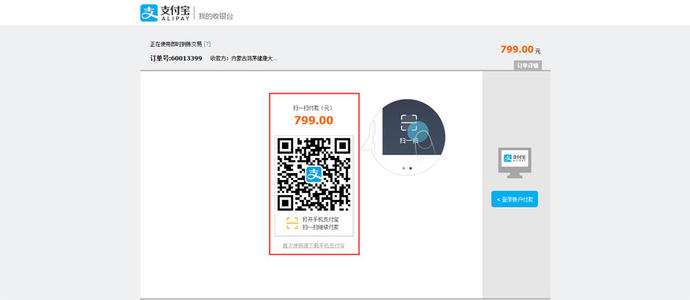 支付宝
ALIPAY
我的收银台
正在使用即时到账交易 [?]
订单号:60013399 收款方：内蒙古鸿茅健康大...
799.00 元
订单详情
扫一扫付款（元）
799.00
支
打开手机支付宝
扫一扫继续付款
首次使用请下载手机支付宝
扫一扫
支付宝
< 登录账户付款